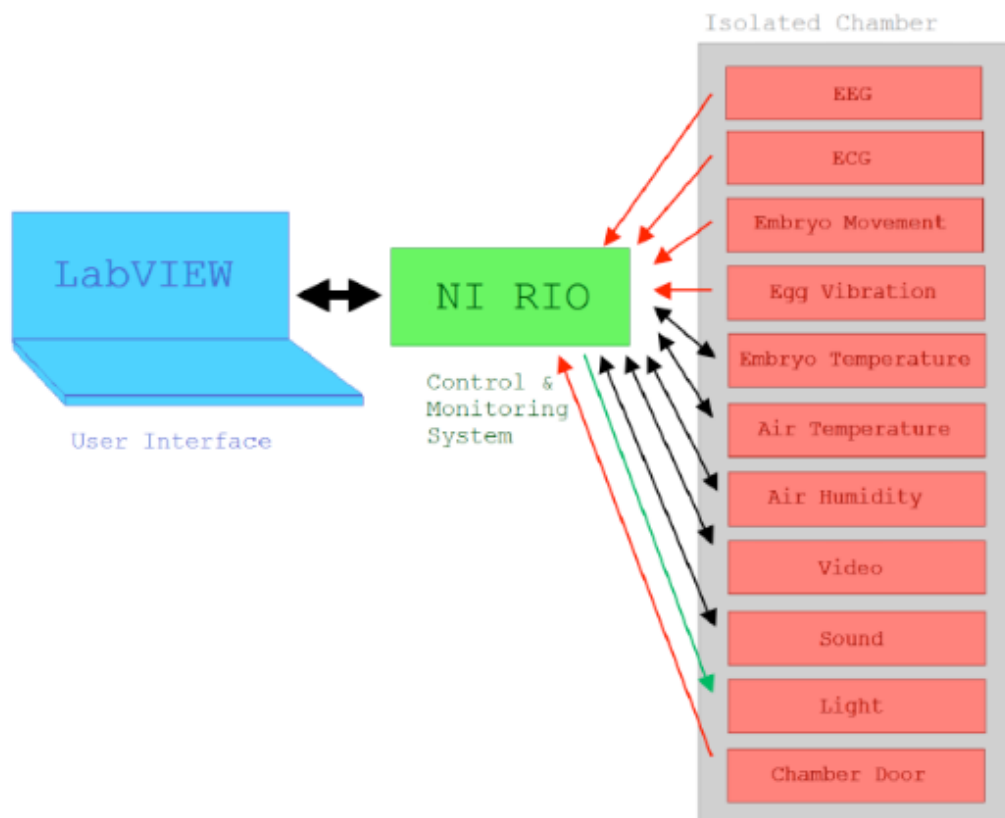 Isolated Chamber
EEG
ECG
Embryo Movement
Egg Vibration
Embryo Temperature
Air Temperature
Air Humidity
Video
Sound
Light
Chamber Door
LabVIEW
User Interface
NI RIO
Control &
Monitoring
System